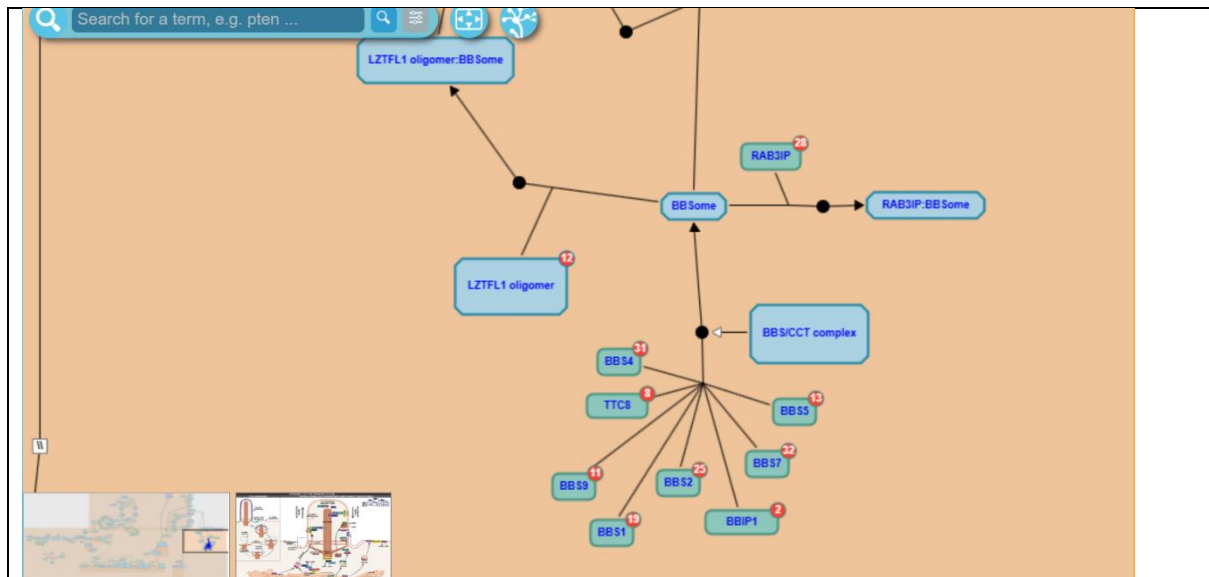 Search for a term, e.g. pten ...
LZTFL1 oligomer:BBSome
28
RAB3IP
BBSome
RAB3IP:BBSome
12
LZTFL1 oligomer
BBS/CCT complex
31
BBS4
8
TTC8
13
BBS5
32
BBS7
11
BBS9
25
BBS2
19
BBS1
2
BBIP1